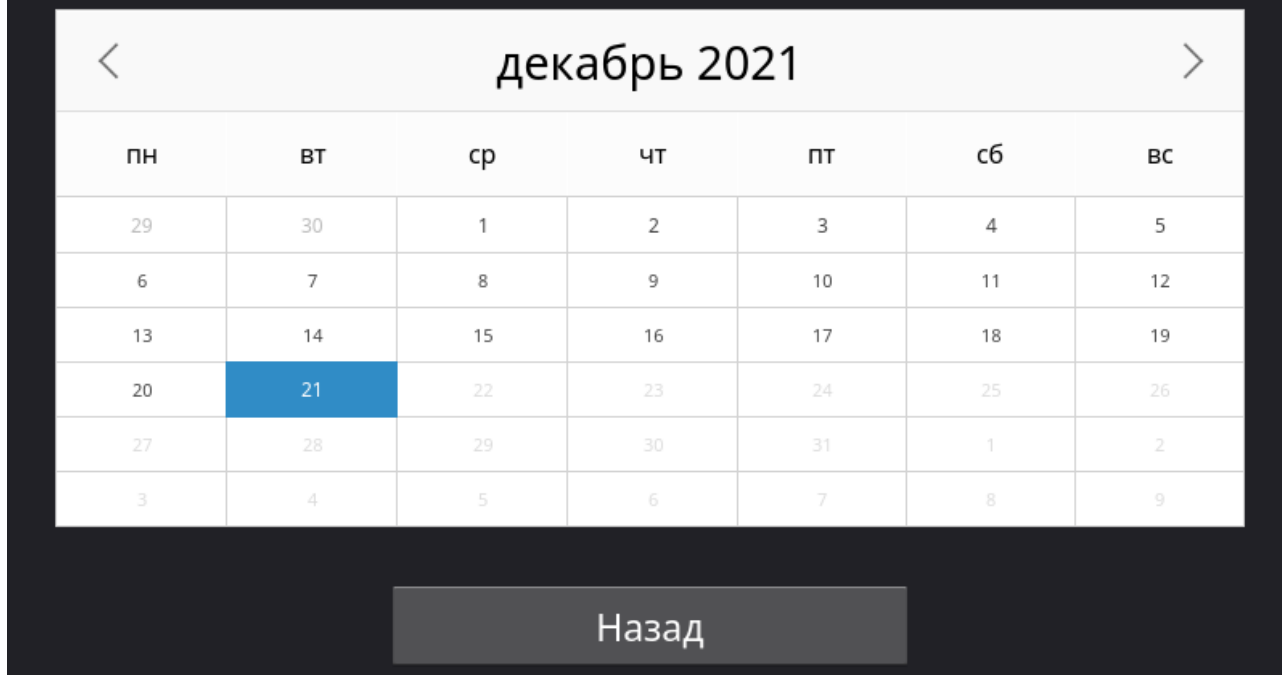 декабрь 2021
пн вт ср чт пт сб вс
29 30 1 2 3 4 5
6 7 8 9 10 11 12
13 14 15 16 17 18 19
20 21 22 23 24 25 26
27 28 29 30 31 1 2
3 4 5 6 7 8 9
Назад